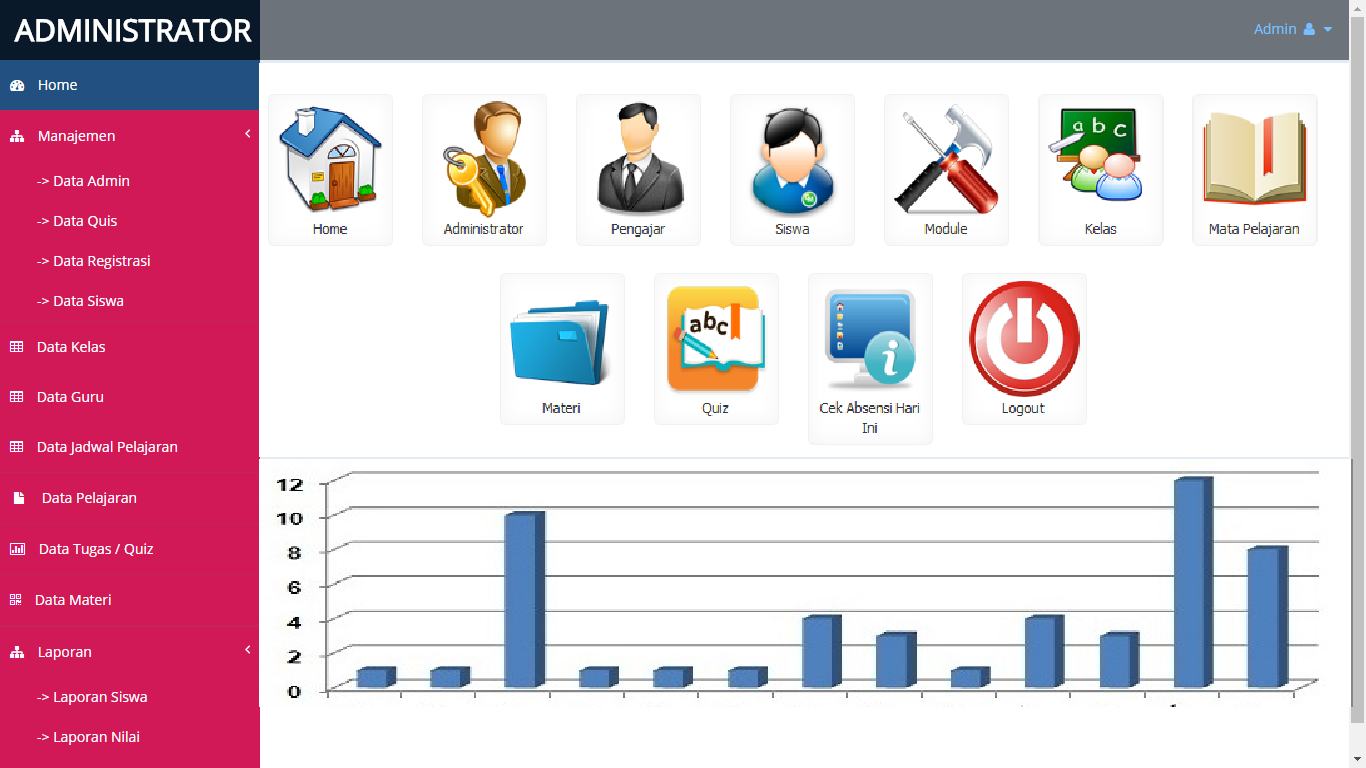 ADMINISTRATOR
Admin
Home
Manajemen
-> Data Admin
-> Data Quis
-> Data Registrasi
-> Data Siswa
Data Kelas
Data Guru
Data Jadwal Pelajaran
Data Pelajaran
Data Tugas / Quiz
Data Materi
Laporan
-> Laporan Siswa
-> Laporan Nilai
Home
Administrator
Pengajar
Siswa
Module
abc
Kelas
Mata Pelajaran
Materi
abc
Quiz
Cek Absensi Hari
Ini
Logout
12
10
8
6
4
2
0